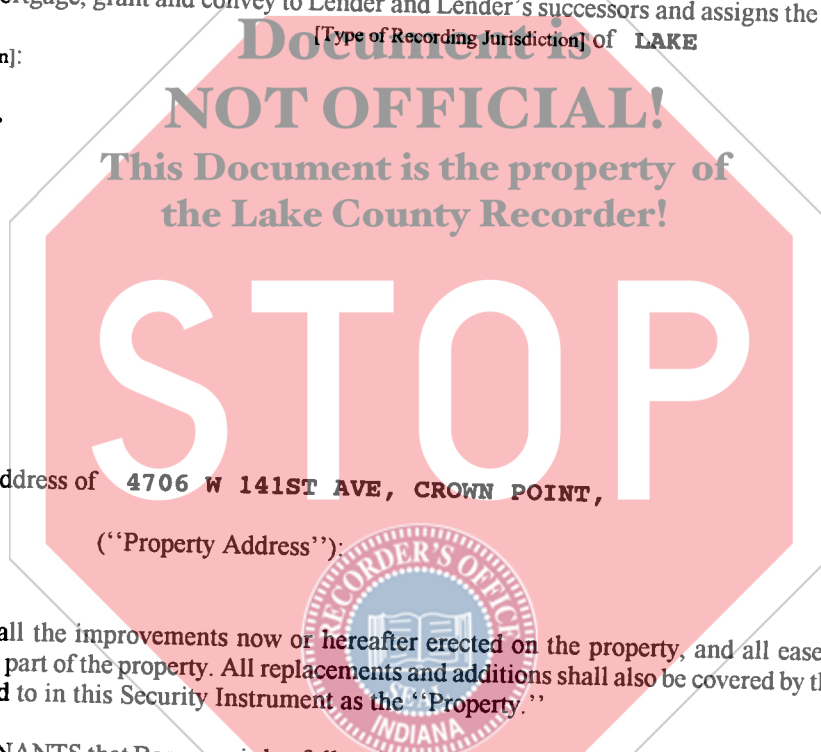 rtgage, grant and convey to Lender and Lender's successors and assigns the
[Type of Recording Jurisdiction] of LAKE
n]:
Document is
NOT OFFICIAL!
This Document is the property of
the Lake County Recorder!
STOP
ddress of 4706 W 141ST AVE, CROWN POINT,
(“Property Address”):
RECORDER'S OFFICE
all the improvements now or hereafter erected on the property, and all ease
part of the property. All replacements and additions shall also be covered by th
d to in this Security Instrument as the “Property.”
SEAL
INDIANA
NANTS that